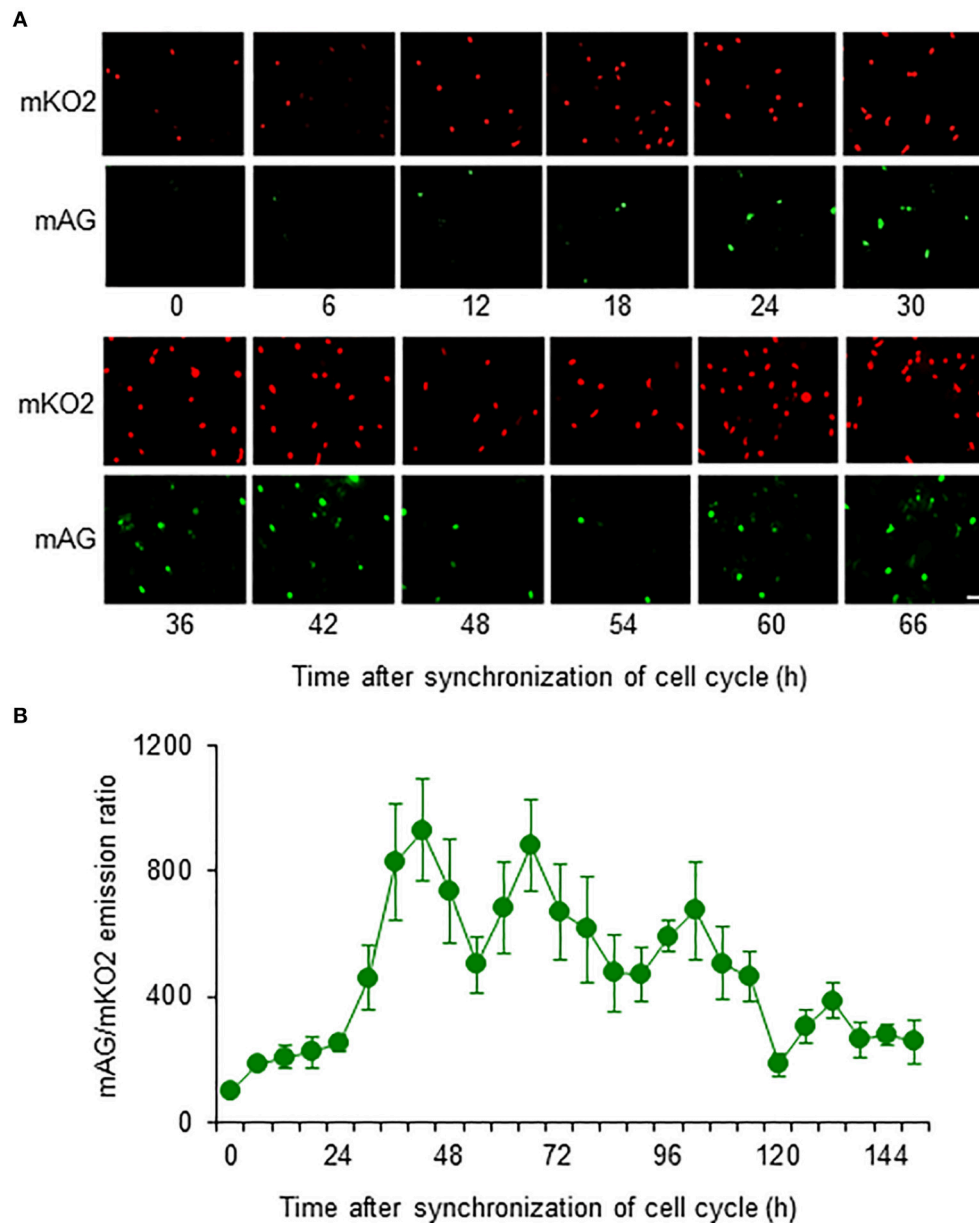 A
mKO2
mAG
0 6 12 18 24 30
mKO2
mAG
36 42 48 54 60 66
Time after synchronization of cell cycle (h)
B
mAG/mKO2 emission ratio
1200
800
400
0
0 24 48 72 96 120 144
Time after synchronization of cell cycle (h)